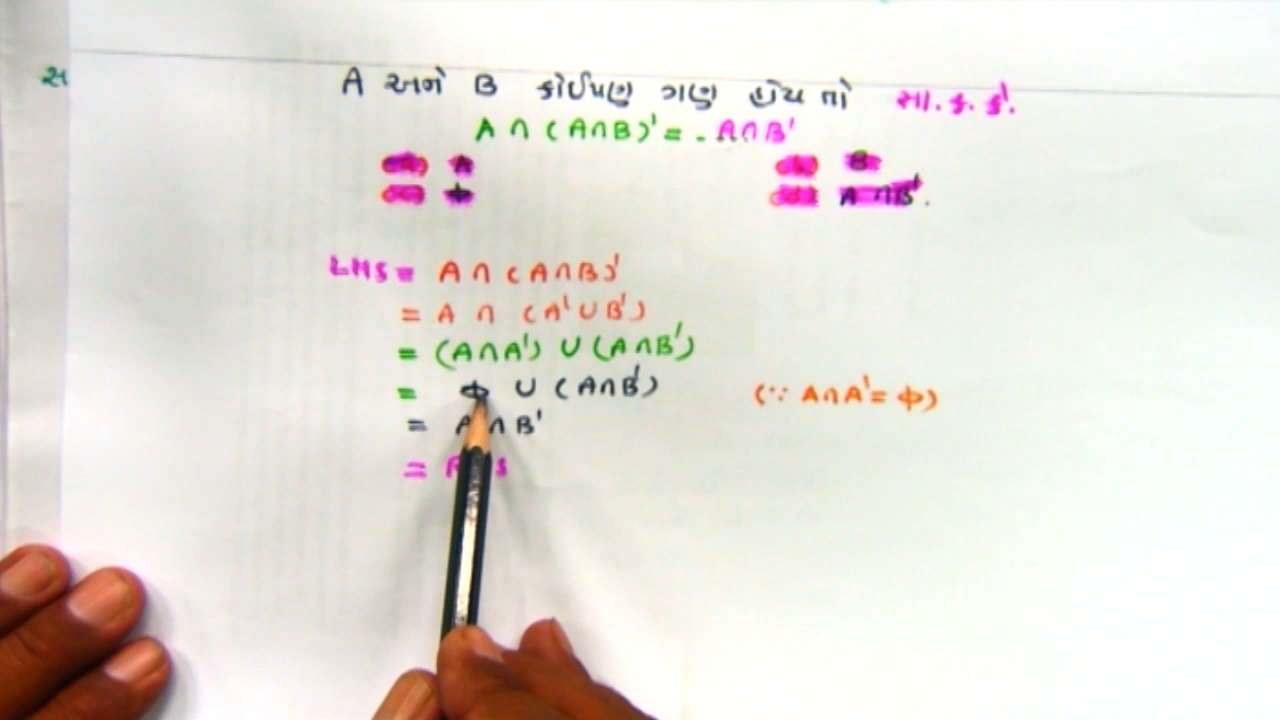 A અને B કોઈપણ ગણ હોય તો સા. ક. કે.
A ∩ (A∩B)' = . A∩B'
A B
ϕ A ∩B'.
LHS = A ∩ (A∩B)'
= A ∩ (A'∪B')
= (A∩A') ∪ (A∩B')
= ϕ ∪ (A∩B') (∵ A∩A' = ϕ)
= A∩B'